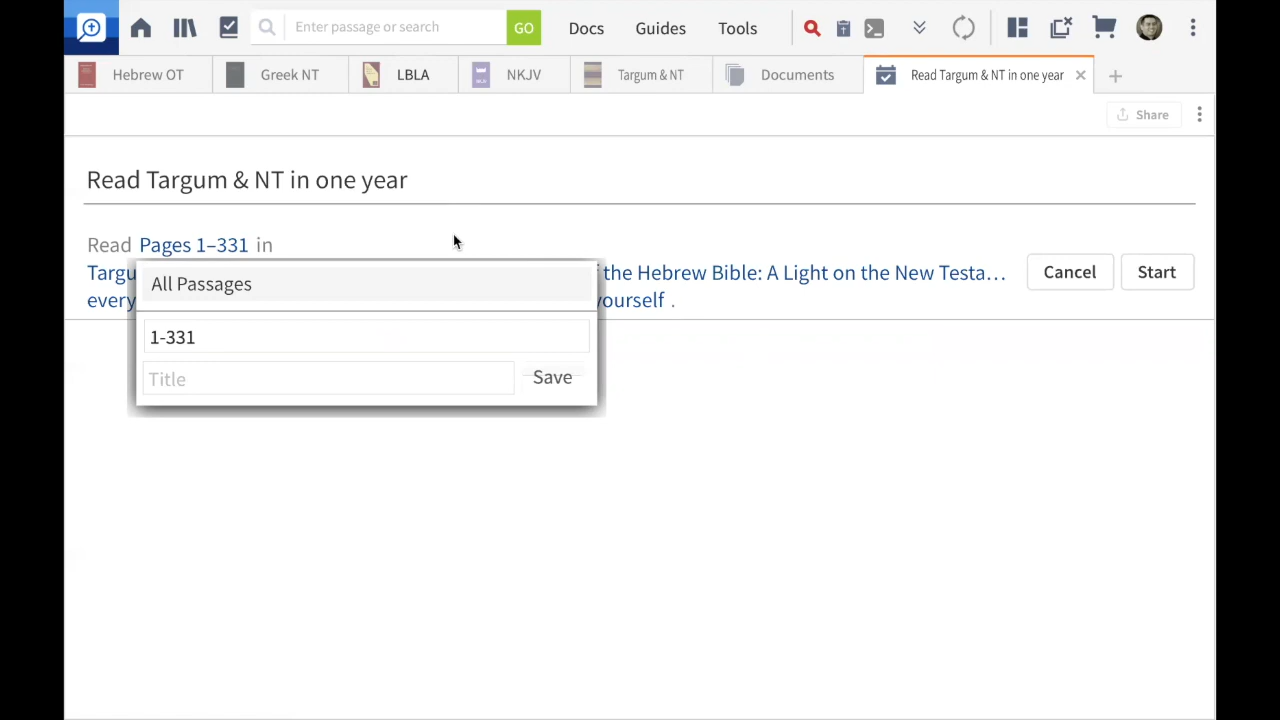 Enter passage or search
GO
Docs
Guides
Tools
Hebrew OT
Greek NT
LBLA
NKJV
Targum & NT
Documents
Read Targum & NT in one year
Share
Read Targum & NT in one year
Read Pages 1–331 in
Targu
the Hebrew Bible: A Light on the New Testa…
Cancel
Start
every
yourself .
All Passages
1-331
Title
Save